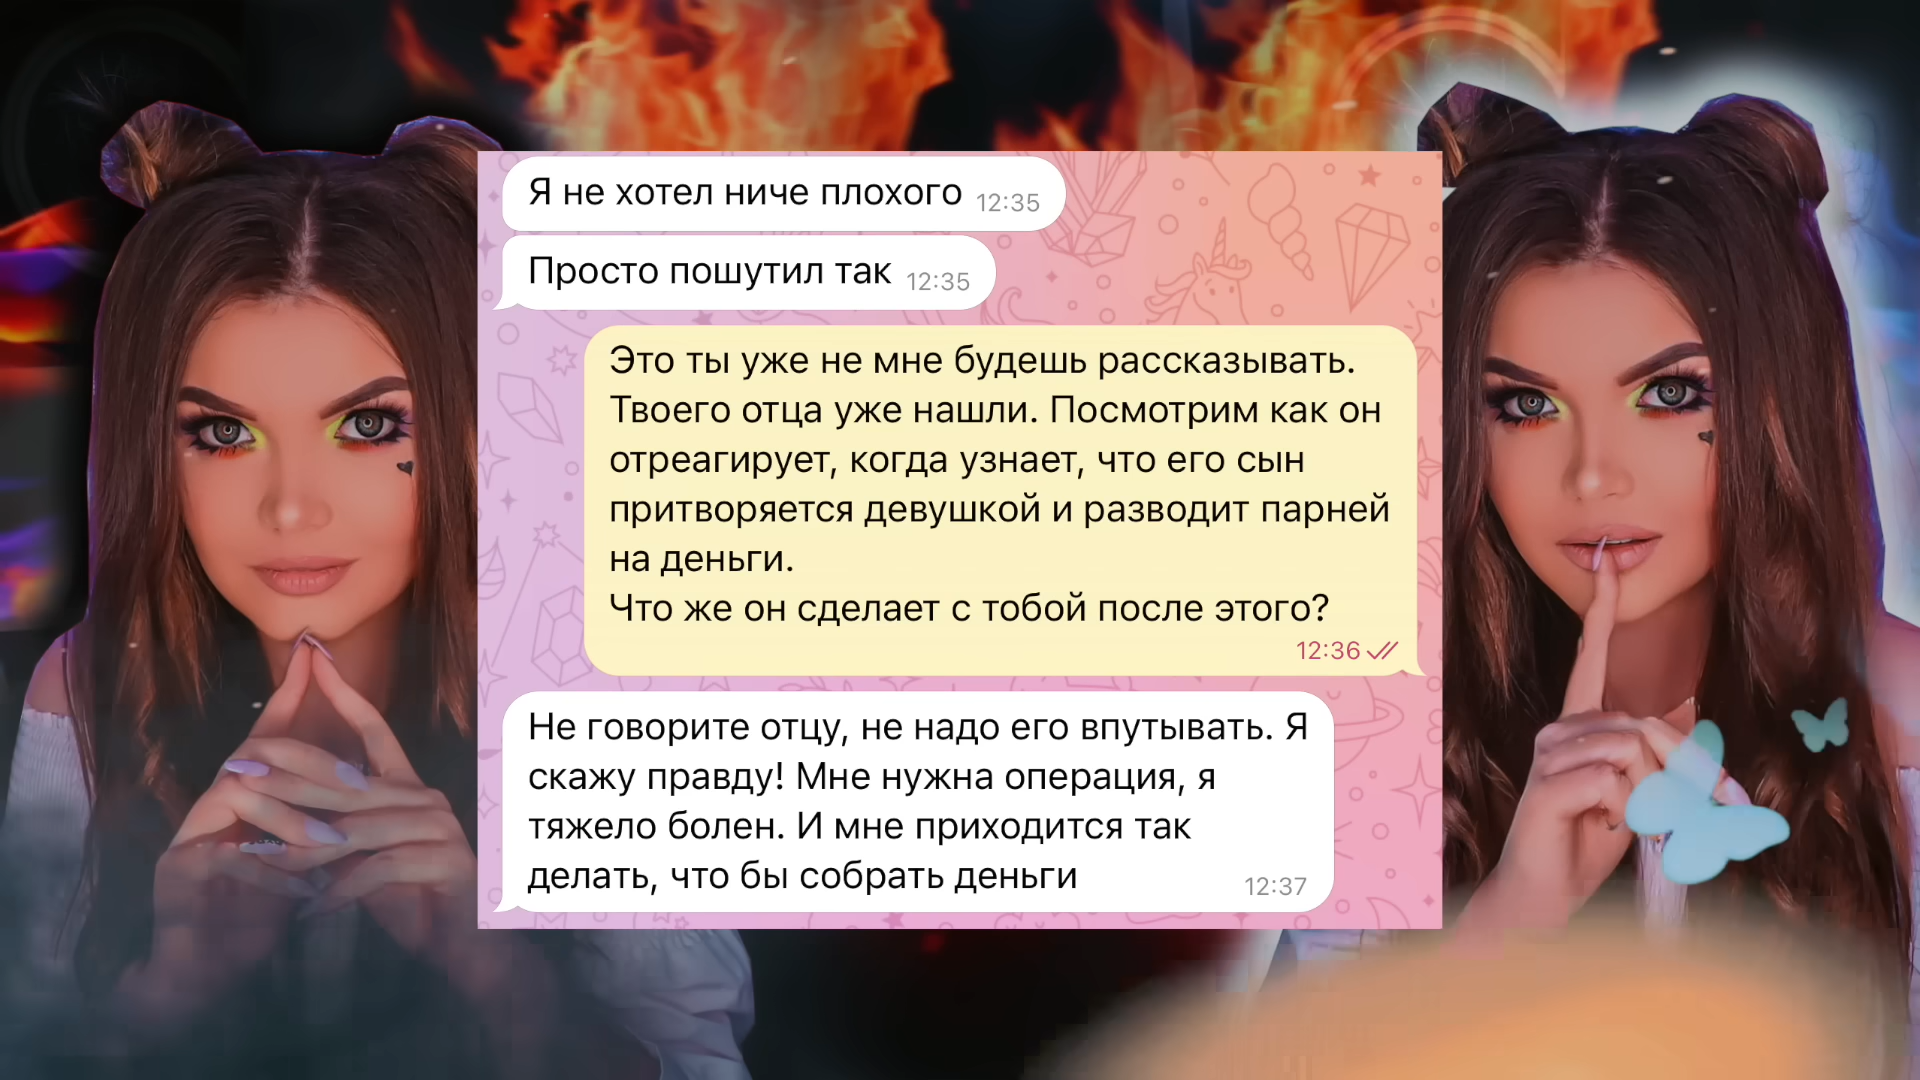 Я не хотел ниче плохого 12:35
Просто пошутил так 12:35
Это ты уже не мне будешь рассказывать.
Твоего отца уже нашли. Посмотрим как он
отреагирует, когда узнает, что его сын
притворяется девушкой и разводит парней
на деньги.
Что же он сделает с тобой после этого?
12:36
Не говорите отцу, не надо его впутывать. Я
скажу правду! Мне нужна операция, я
тяжело болен. И мне приходится так
делать, что бы собрать деньги 12:37